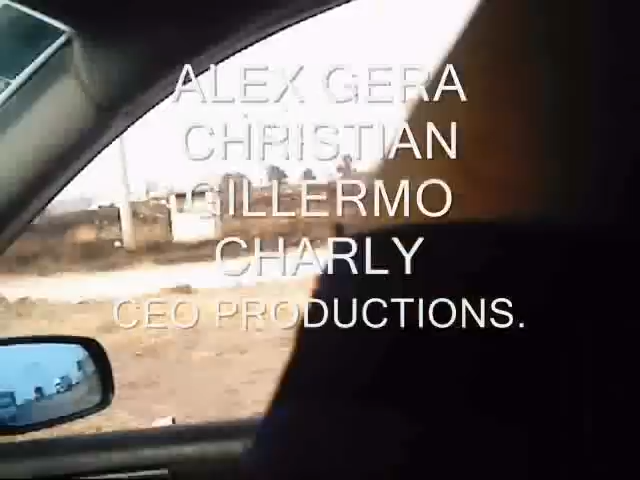 ALEX GERA
CHRISTIAN
GILLERMO
CHARLY
CEO PRODUCTIONS.